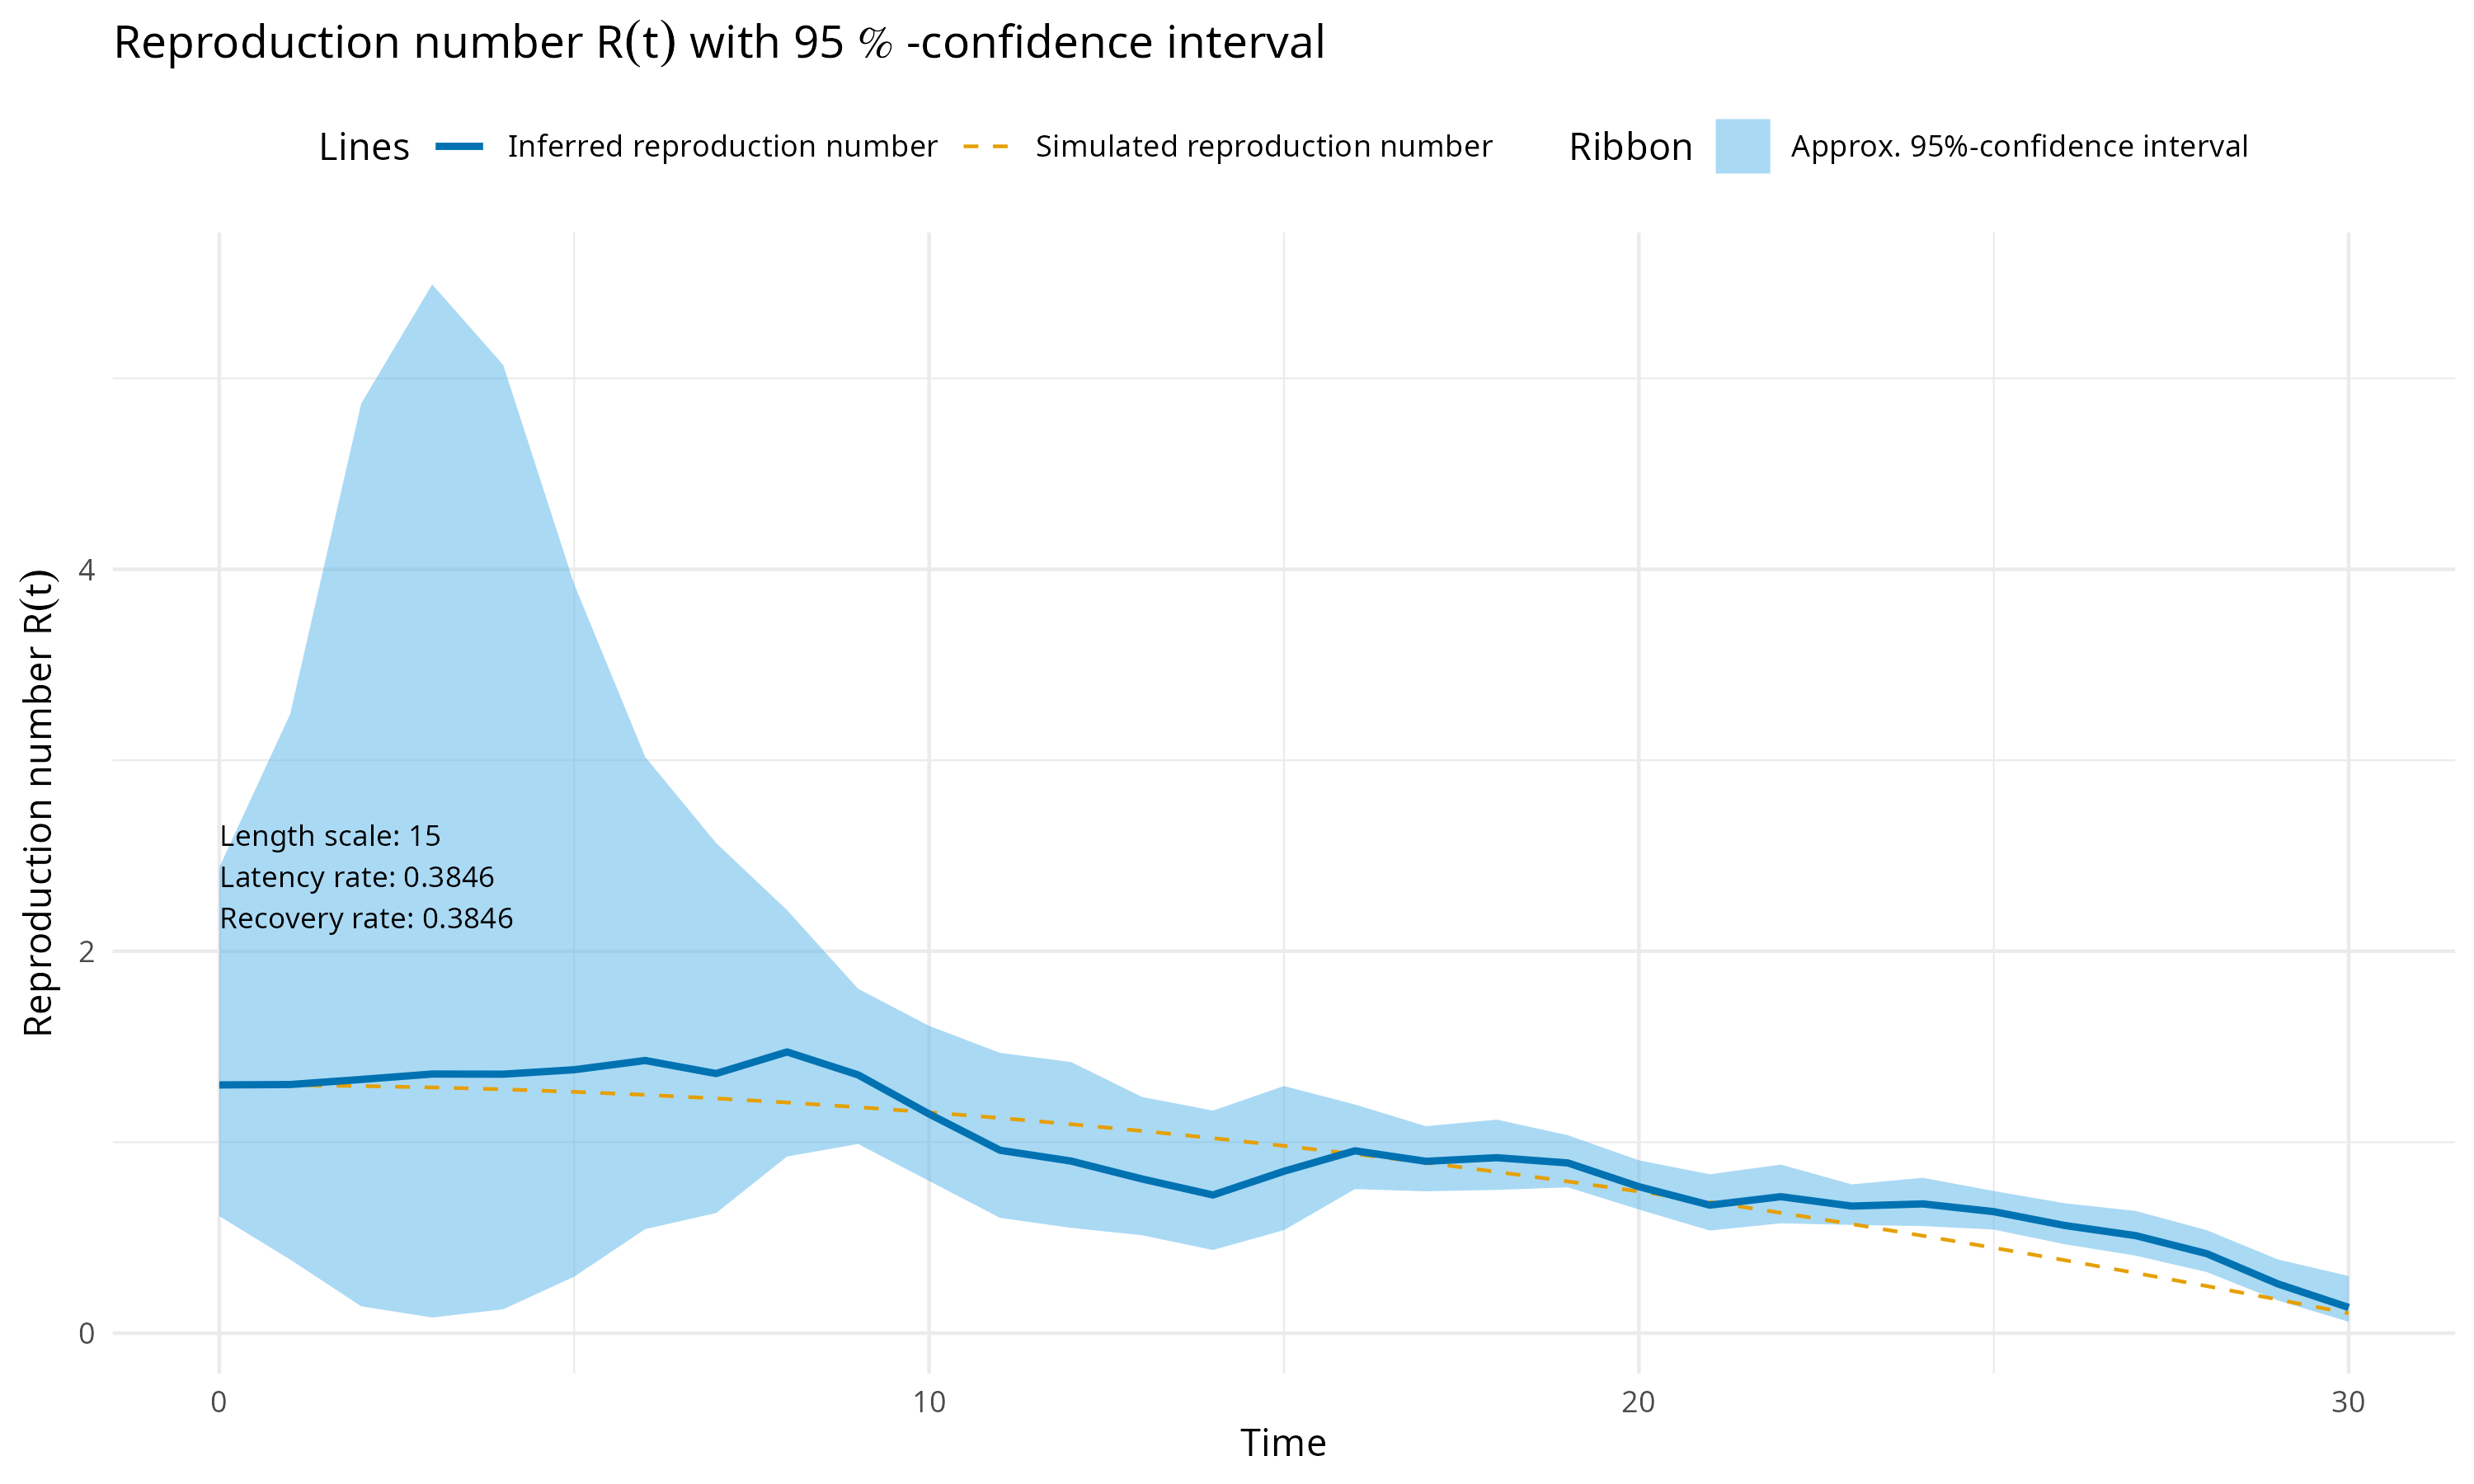 Reproduction number R(t) with 95 % -confidence interval
Lines Inferred reproduction number Simulated reproduction number Ribbon Approx. 95%-confidence interval
Reproduction number R(t)
4
2
0
Length scale: 15
Latency rate: 0.3846
Recovery rate: 0.3846
0 10 20 30
Time